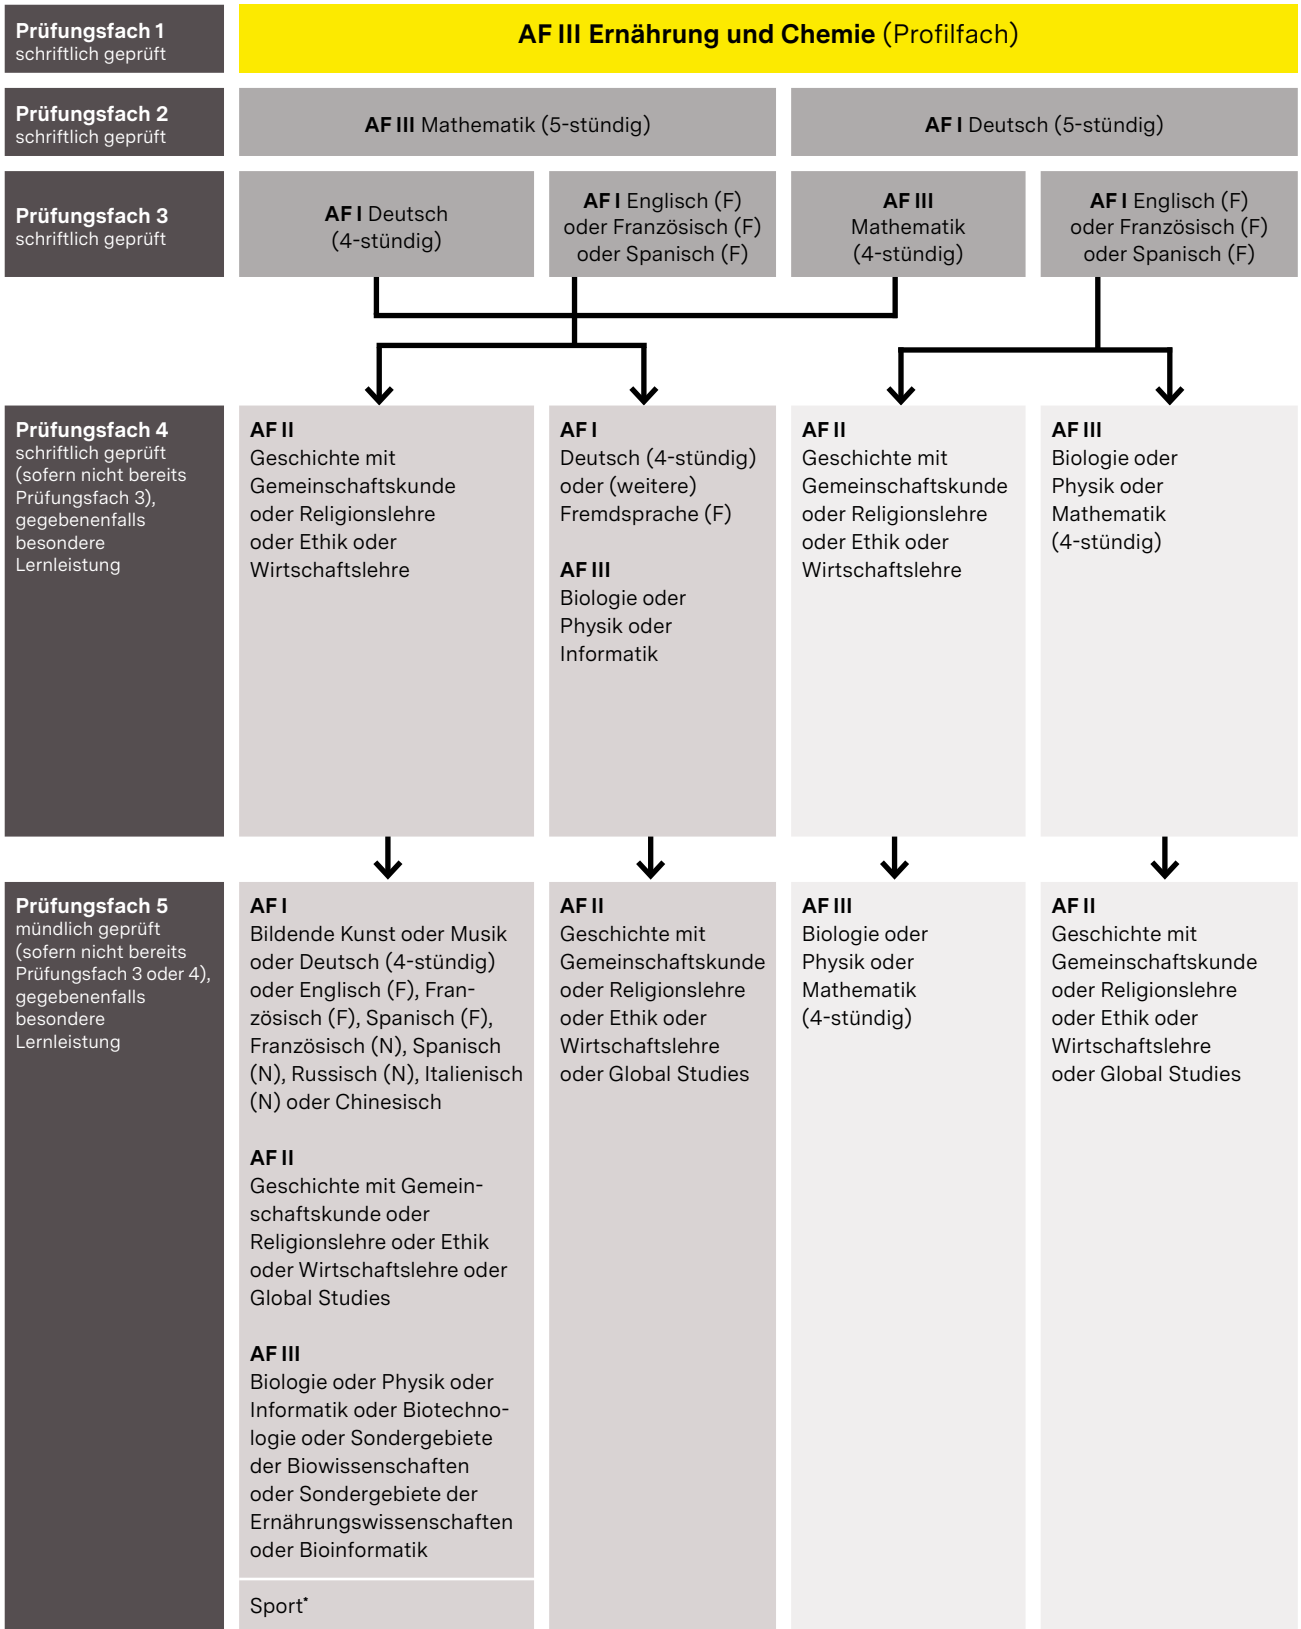 Prüfungsfach 1
schriftlich geprüft
AF III Ernährung und Chemie (Profilfach)
Prüfungsfach 2
schriftlich geprüft
AF III Mathematik (5-stündig)
AF I Deutsch (5-stündig)
Prüfungsfach 3
schriftlich geprüft
AF I Deutsch
(4-stündig)
AF I Englisch (F)
oder Französisch (F)
oder Spanisch (F)
AF III
Mathematik
(4-stündig)
AF I Englisch (F)
oder Französisch (F)
oder Spanisch (F)
Prüfungsfach 4
schriftlich geprüft
(sofern nicht bereits
Prüfungsfach 3),
gegebenenfalls
besondere
Lernleistung
AF II
Geschichte mit
Gemeinschaftskunde
oder Religionslehre
oder Ethik oder
Wirtschaftslehre
AF I
Deutsch (4-stündig)
oder (weitere)
Fremdsprache (F)
AF III
Biologie oder
Physik oder
Informatik
AF II
Geschichte mit
Gemeinschaftskunde
oder Religionslehre
oder Ethik oder
Wirtschaftslehre
AF III
Biologie oder
Physik oder
Mathematik
(4-stündig)
Prüfungsfach 5
mündlich geprüft
(sofern nicht bereits
Prüfungsfach 3 oder 4),
gegebenenfalls
besondere
Lernleistung
AF I
Bildende Kunst oder Musik
oder Deutsch (4-stündig)
oder Englisch (F), Fran-
zösisch (F), Spanisch (F),
Französisch (N), Spanisch
(N), Russisch (N), Italienisch
(N) oder Chinesisch
AF II
Geschichte mit Gemein-
schaftskunde oder
Religionslehre oder Ethik
oder Wirtschaftslehre oder
Global Studies
AF III
Biologie oder Physik oder
Informatik oder Biotechno-
logie oder Sondergebiete
der Biowissenschaften
oder Sondergebiete der
Ernährungswissenschaften
oder Bioinformatik
Sport*
AF II
Geschichte mit
Gemeinschaftskunde
oder Religionslehre
oder Ethik oder
Wirtschaftslehre
oder Global Studies
AF III
Biologie oder
Physik oder
Mathematik
(4-stündig)
AF II
Geschichte mit
Gemeinschaftskunde
oder Religionslehre
oder Ethik oder
Wirtschaftslehre
oder Global Studies